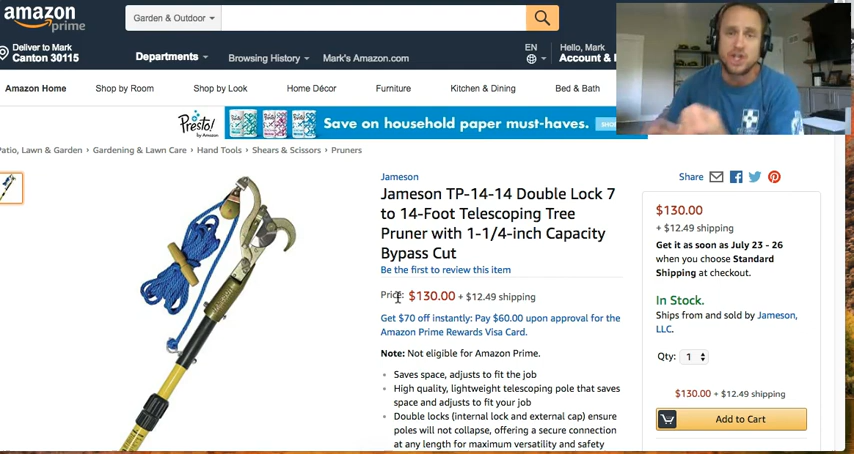 amazon
prime
Garden & Outdoor
Deliver to Mark
Canton 30115
Departments
Browsing History
Mark's Amazon.com
EN
Hello, Mark
Account &
Amazon Home
Shop by Room
Shop by Look
Home Décor
Furniture
Kitchen & Dining
Bed & Bath
Presto!
by Amazon
Save on household paper must-haves.
Patio, Lawn & Garden > Gardening & Lawn Care > Hand Tools > Shears & Scissors > Pruners
Jameson
Jameson TP-14-14 Double Lock 7
to 14-Foot Telescoping Tree
Pruner with 1-1/4-inch Capacity
Bypass Cut
Be the first to review this item
Price: $130.00 + $12.49 shipping
Get $70 off instantly: Pay $60.00 upon approval for the
Amazon Prime Rewards Visa Card.
Note: Not eligible for Amazon Prime.
Saves space, adjusts to fit the job
High quality, lightweight telescoping pole that saves
space and adjusts to fit your job
Double locks (internal lock and external cap) ensure
poles will not collapse, offering a secure connection
at any length for maximum versatility and safety
Share
$130.00
+ $12.49 shipping
Get it as soon as July 23 - 26
when you choose Standard
Shipping at checkout.
In Stock.
Ships from and sold by Jameson,
LLC.
Qty: 1
$130.00 + $12.49 shipping
Add to Cart